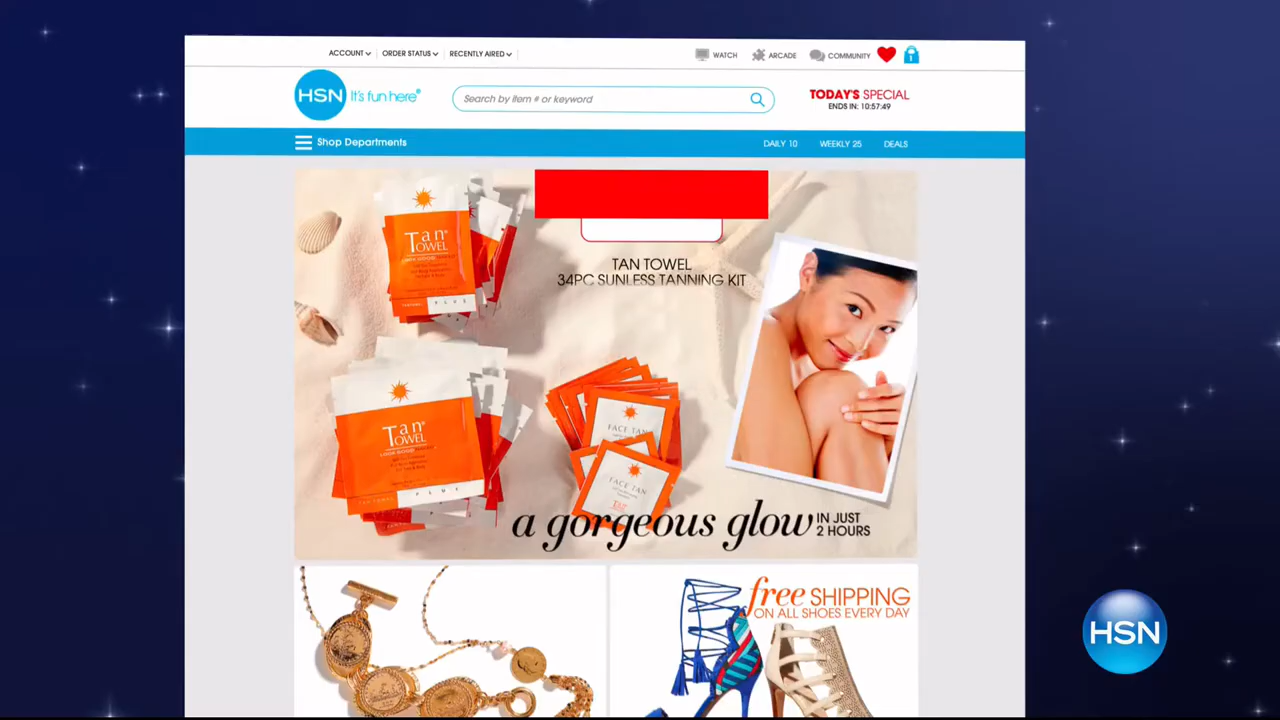 ACCOUNT
ORDER STATUS
RECENTLY AIRED
WATCH
ARCADE
COMMUNITY
1
HSN
It's fun here®
Search by item # or keyword
TODAY'S SPECIAL
ENDS IN: 10:57:49
Shop Departments
DAILY 10
WEEKLY 25
DEALS
Tan®
TOWEL
TAN TOWEL
34PC SUNLESS TANNING KIT
PLUS
Tan®
TOWEL
PLUS
FACE TAN
FACE TAN
a gorgeous glow IN JUST
2 HOURS
free SHIPPING
ON ALL SHOES EVERY DAY
HSN